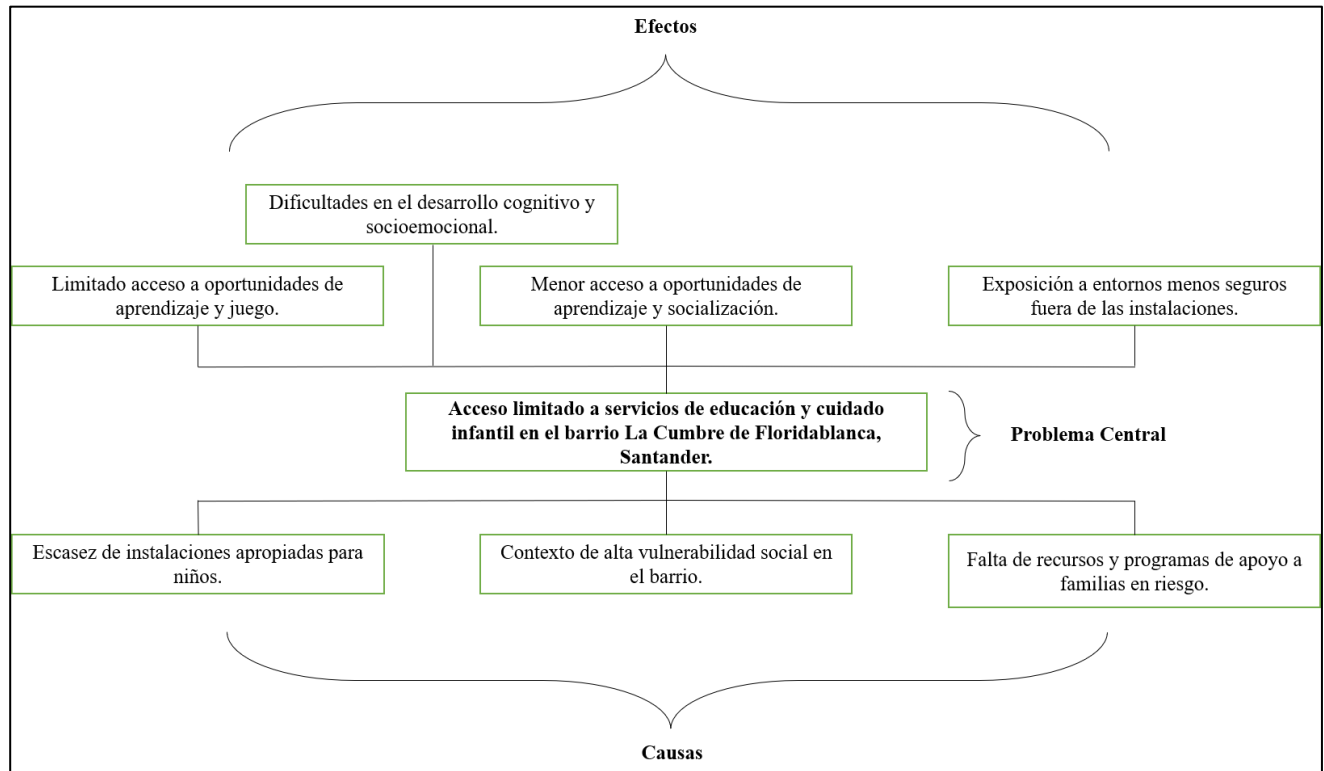 Efectos
Dificultades en el desarrollo cognitivo y
socioemocional.
Limitado acceso a oportunidades de
aprendizaje y juego.
Menor acceso a oportunidades de
aprendizaje y socialización.
Exposición a entornos menos seguros
fuera de las instalaciones.
Acceso limitado a servicios de educación y cuidado
infantil en el barrio La Cumbre de Floridablanca,
Santander.
Problema Central
Escasez de instalaciones apropiadas para
niños.
Contexto de alta vulnerabilidad social en
el barrio.
Falta de recursos y programas de apoyo a
familias en riesgo.
Causas